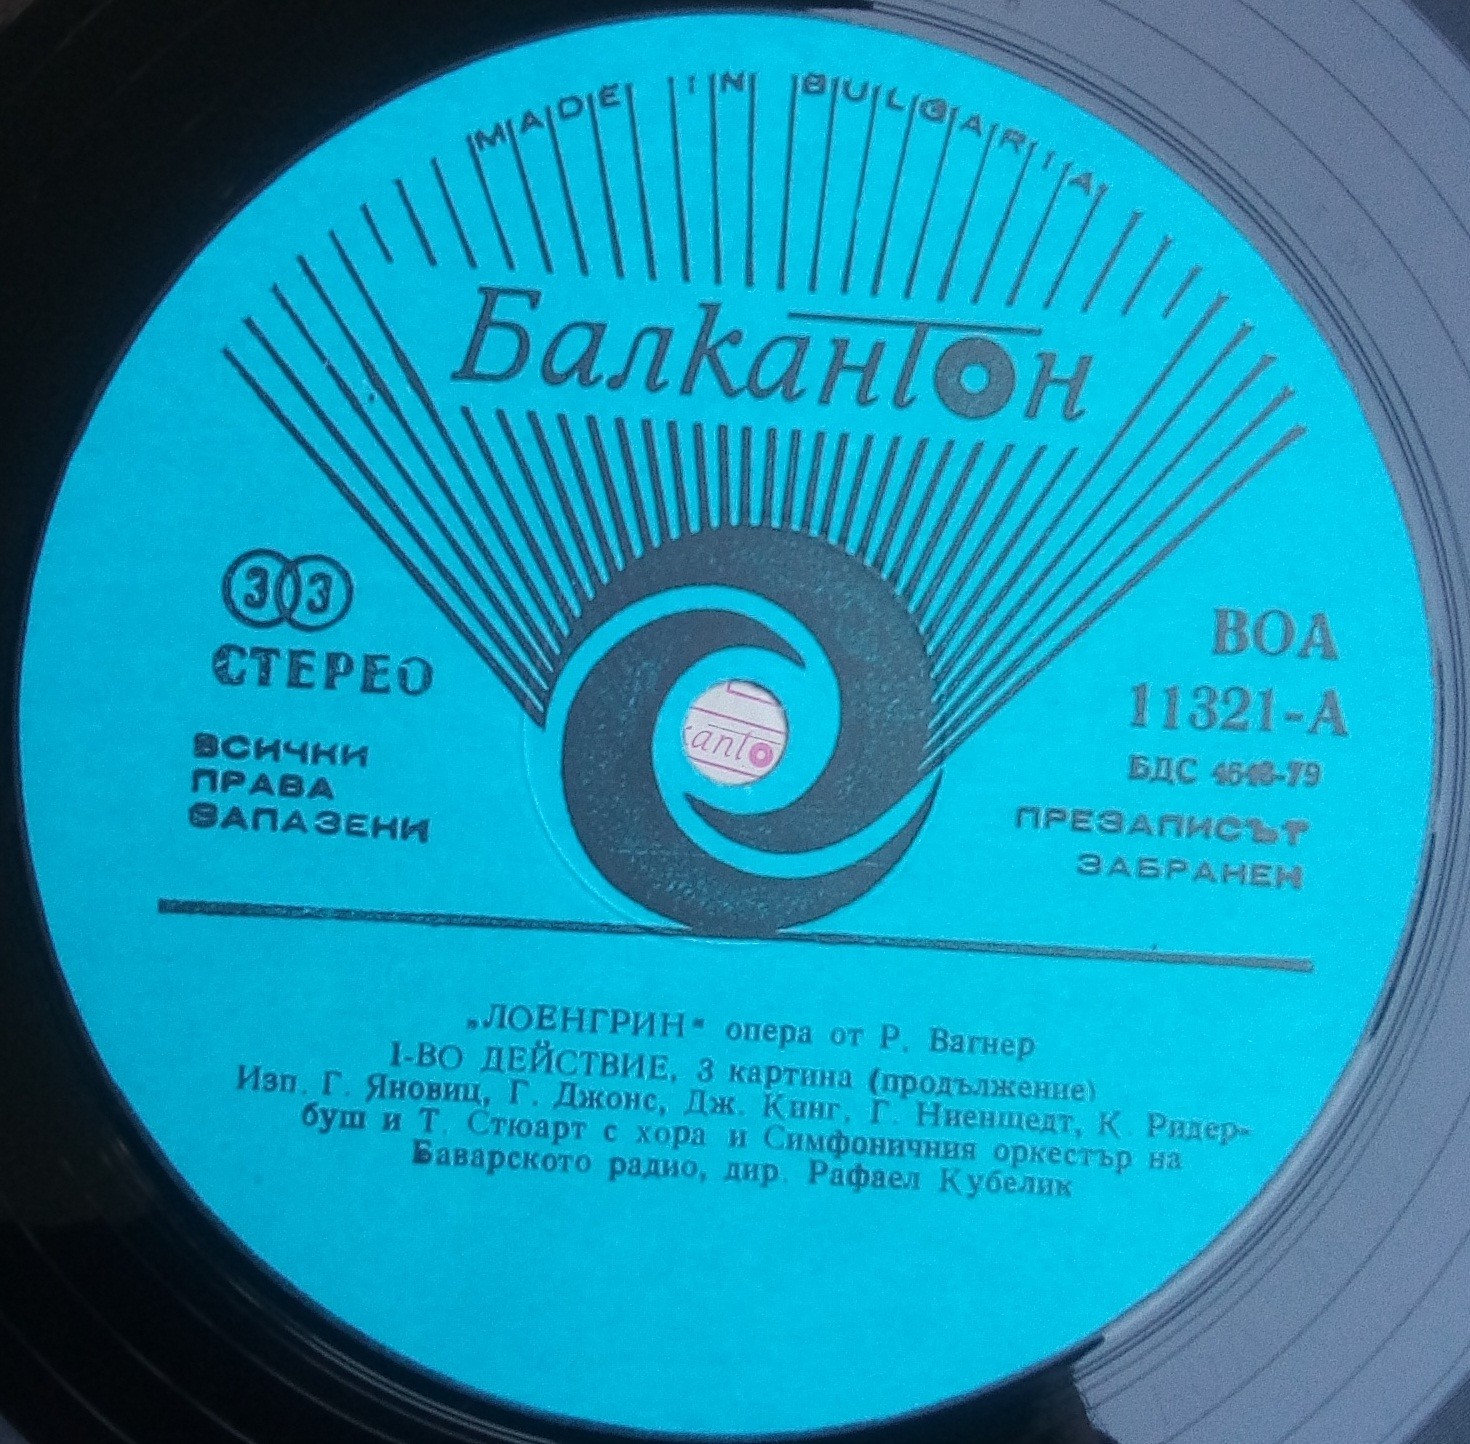 MADE IN BULGARIA
Балкантон
33
СТЕРЕО
ВСИЧКИ
ПРАВА
ЗАПАЗЕНИ
anto
ВОА
11321-А
БДС
ПРЕЗАПИСЪТ
ЗАБРАНЕН
„ЛОЕНГРИН" опера от Р. Вагнер
I-ВО ДЕЙСТВИЕ, 3 картина (продължение)
Изп. Г. Яновиц, Г. Джонс, Дж. Кинг, Г. Ниенщедт, К. Ридер-
буш и Т. Стюарт с хора и Симфоничния оркестър на
Баварското радио, дир. Рафаел Кубелик